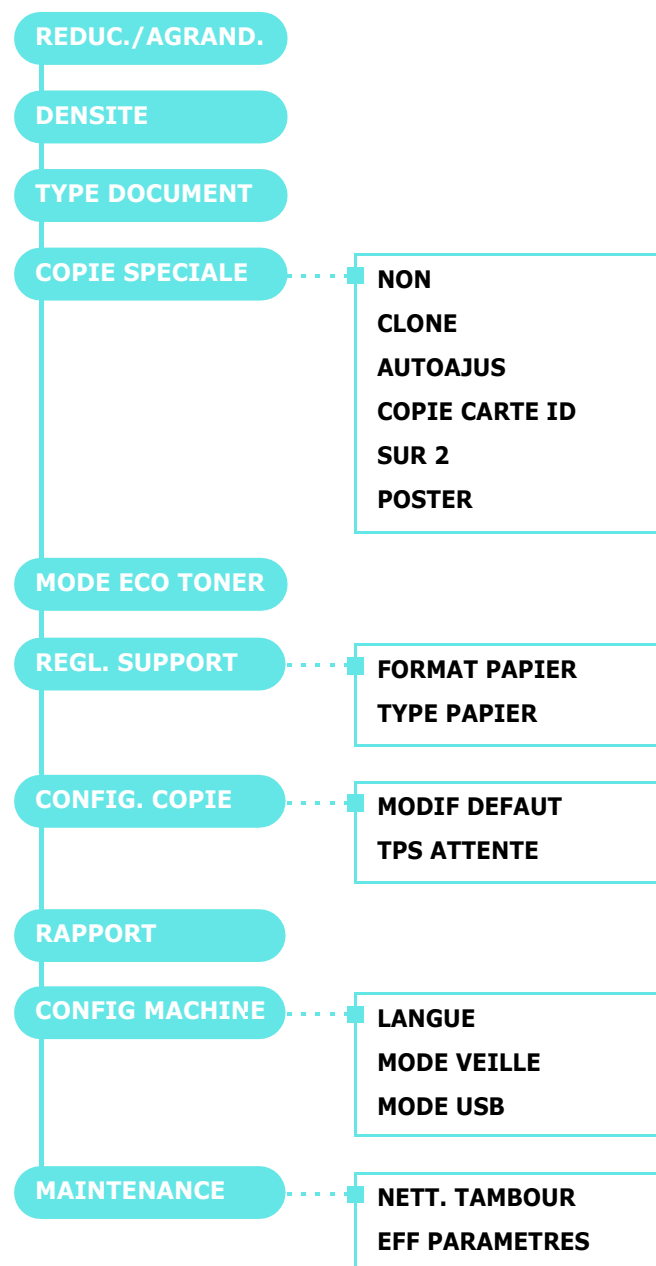 REDUC./AGRAND.
DENSITE
TYPE DOCUMENT
COPIE SPECIALE
NON
CLONE
AUTOAJUS
COPIE CARTE ID
SUR 2
POSTER
MODE ECO TONER
REGL. SUPPORT
FORMAT PAPIER
TYPE PAPIER
CONFIG. COPIE
MODIF DEFAUT
TPS ATTENTE
RAPPORT
CONFIG MACHINE
LANGUE
MODE VEILLE
MODE USB
MAINTENANCE
NETT. TAMBOUR
EFF PARAMETRES